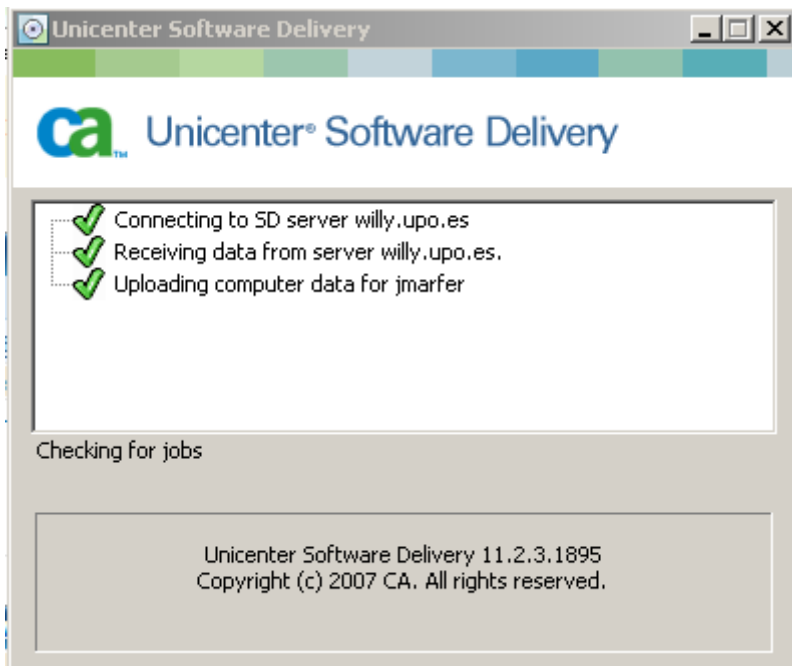 Unicenter Software Delivery
ca TM Unicenter® Software Delivery
Connecting to SD server willy.upo.es
Receiving data from server willy.upo.es.
Uploading computer data for jmarfer
Checking for jobs
Unicenter Software Delivery 11.2.3.1895
Copyright (c) 2007 CA. All rights reserved.